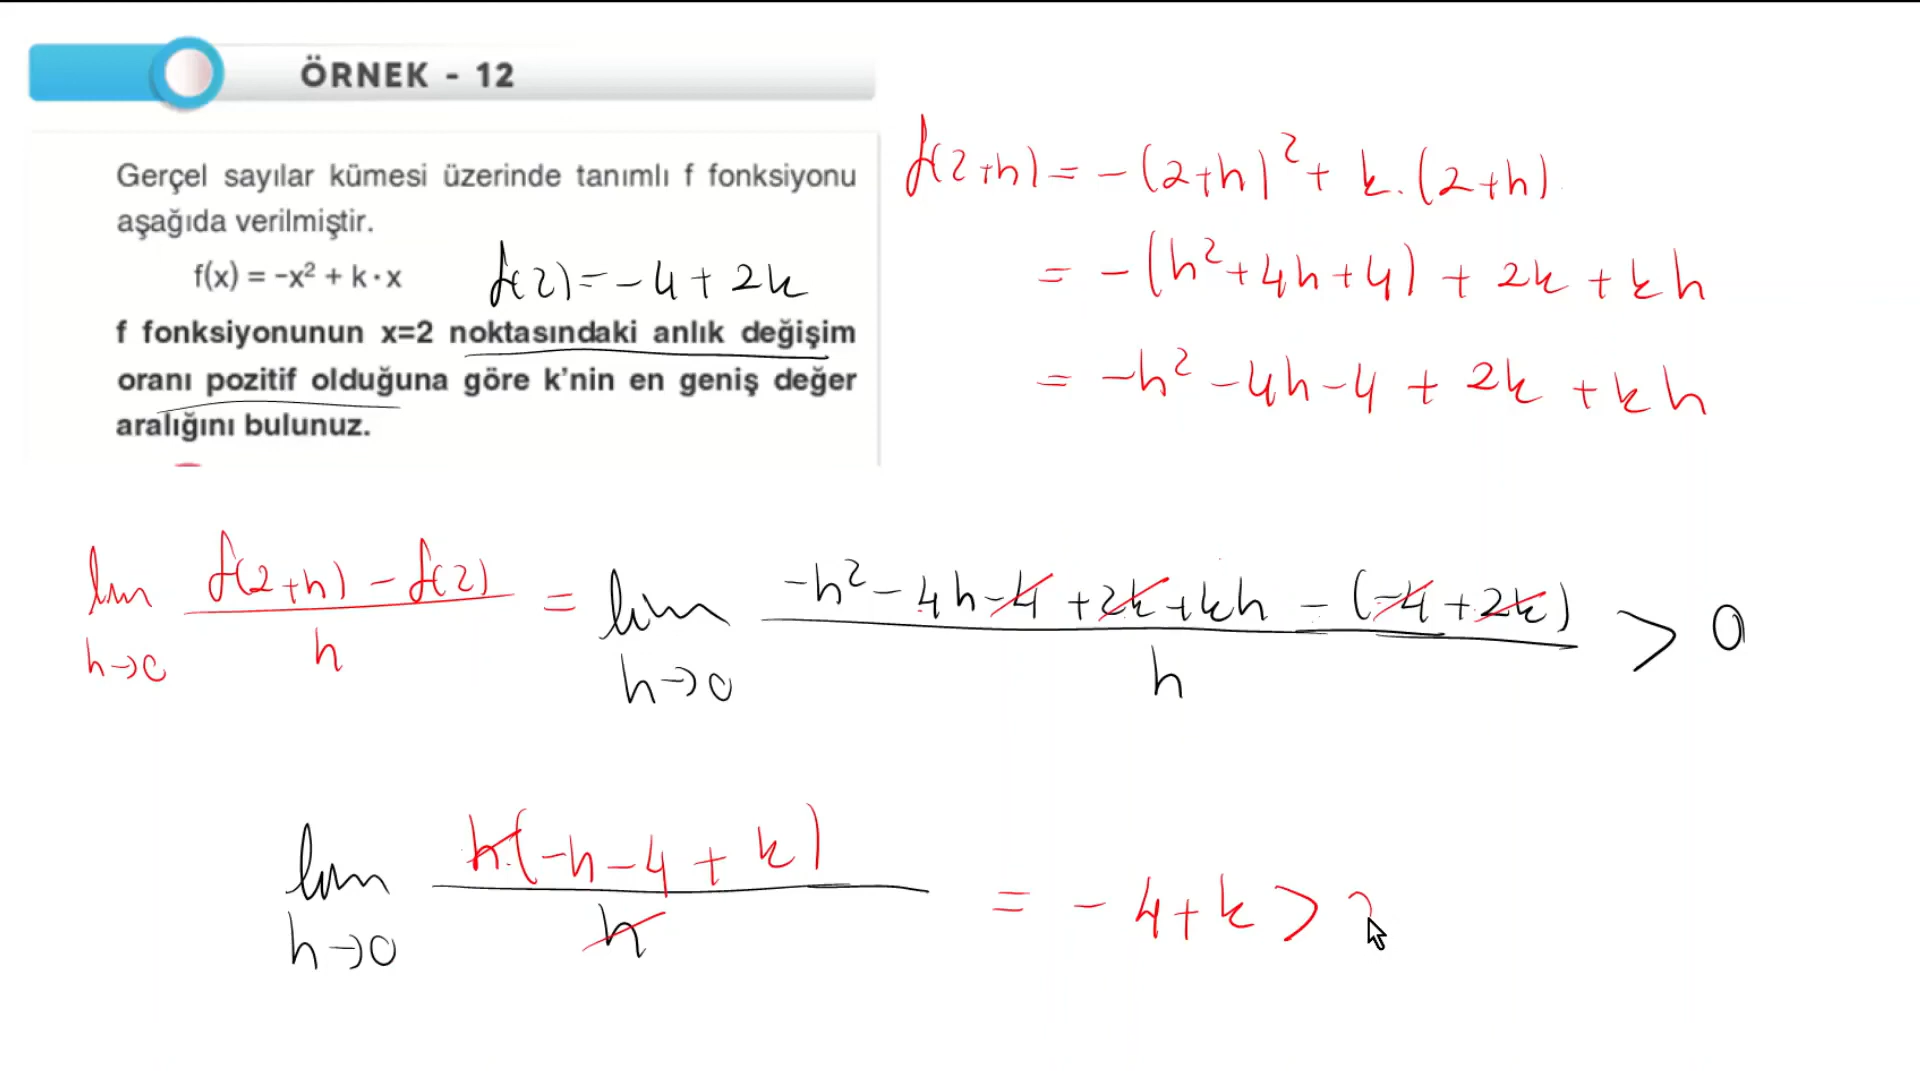 ÖRNEK - 12
Gerçel sayılar kümesi üzerinde tanımlı f fonksiyonu
aşağıda verilmiştir.
f(x) = -x² + k · x
f(2) = -4 + 2k
f fonksiyonunun x=2 noktasındaki anlık değişim
oranı pozitif olduğuna göre k'nin en geniş değer
aralığını bulunuz.
f(2+h) = -(2+h)² + k.(2+h)
= -(h²+4h+4) + 2k + kh
= -h² - 4h - 4 + 2k + kh
lim h→0 f(2+h) - f(2) / h = lim h→0 -h² - 4h - 4 + 2k + kh - (-4 + 2k) / h > 0
lim h→0 h.(-h - 4 + k) / h = -4 + k >